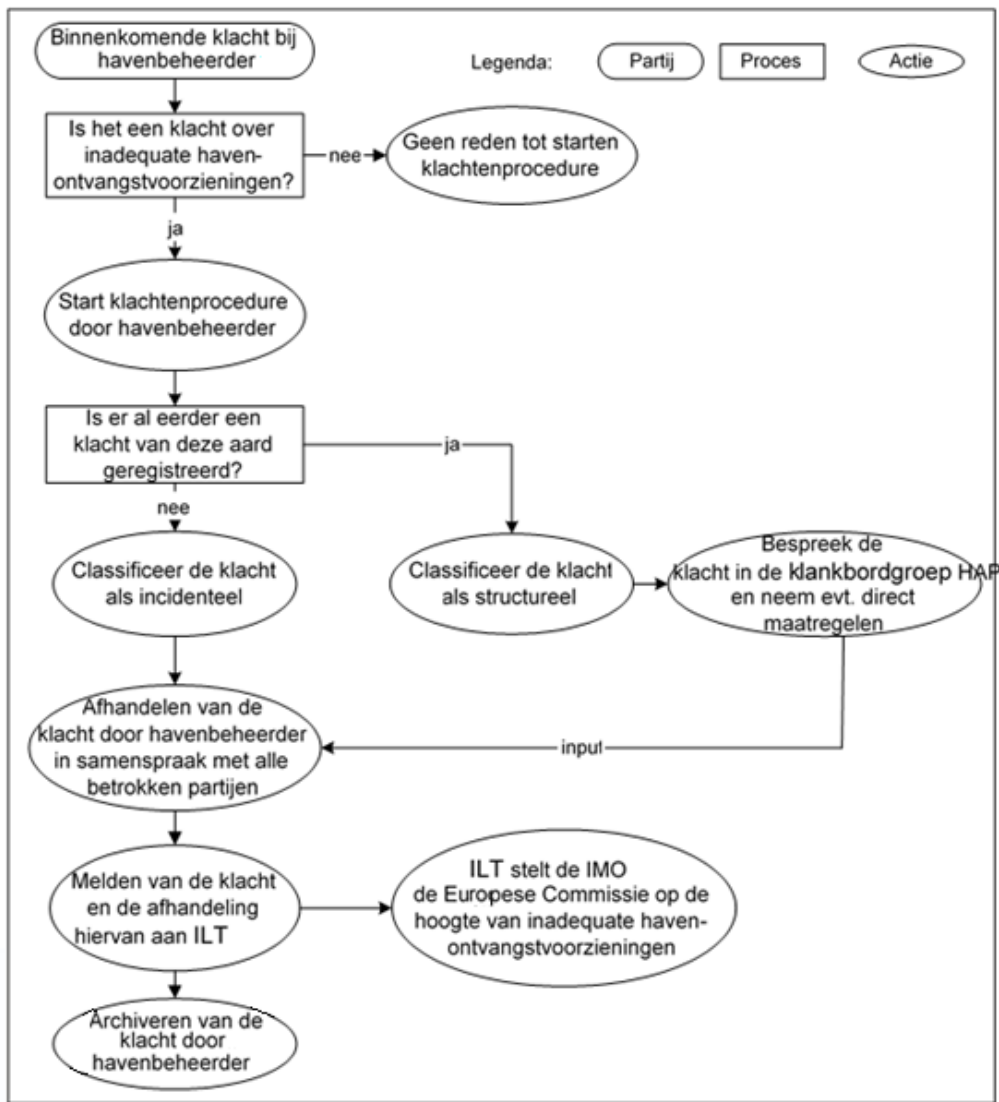 Binnenkomende klacht bij
havenbeheerder
Legenda:
Partij
Proces
Actie
Is het een klacht over
inadequate haven-
ontvangstvoorzieningen?
nee
Geen reden tot starten
klachtenprocedure
ja
Start klachtenprocedure
door havenbeheerder
Is er al eerder een
klacht van deze aard
geregistreerd?
ja
nee
Classificeer de klacht
als incidenteel
Classificeer de klacht
als structureel
Bespreek de
klacht in de klankbordgroep HAP
en neem evt. direct
maatregelen
Afhandelen van de
klacht door havenbeheerder
in samenspraak met alle
betrokken partijen
input
Melden van de klacht
en de afhandeling
hiervan aan ILT
ILT stelt de IMO
de Europese Commissie op de
hoogte van inadequate haven-
ontvangstvoorzieningen
Archiveren van de
klacht door
havenbeheerder